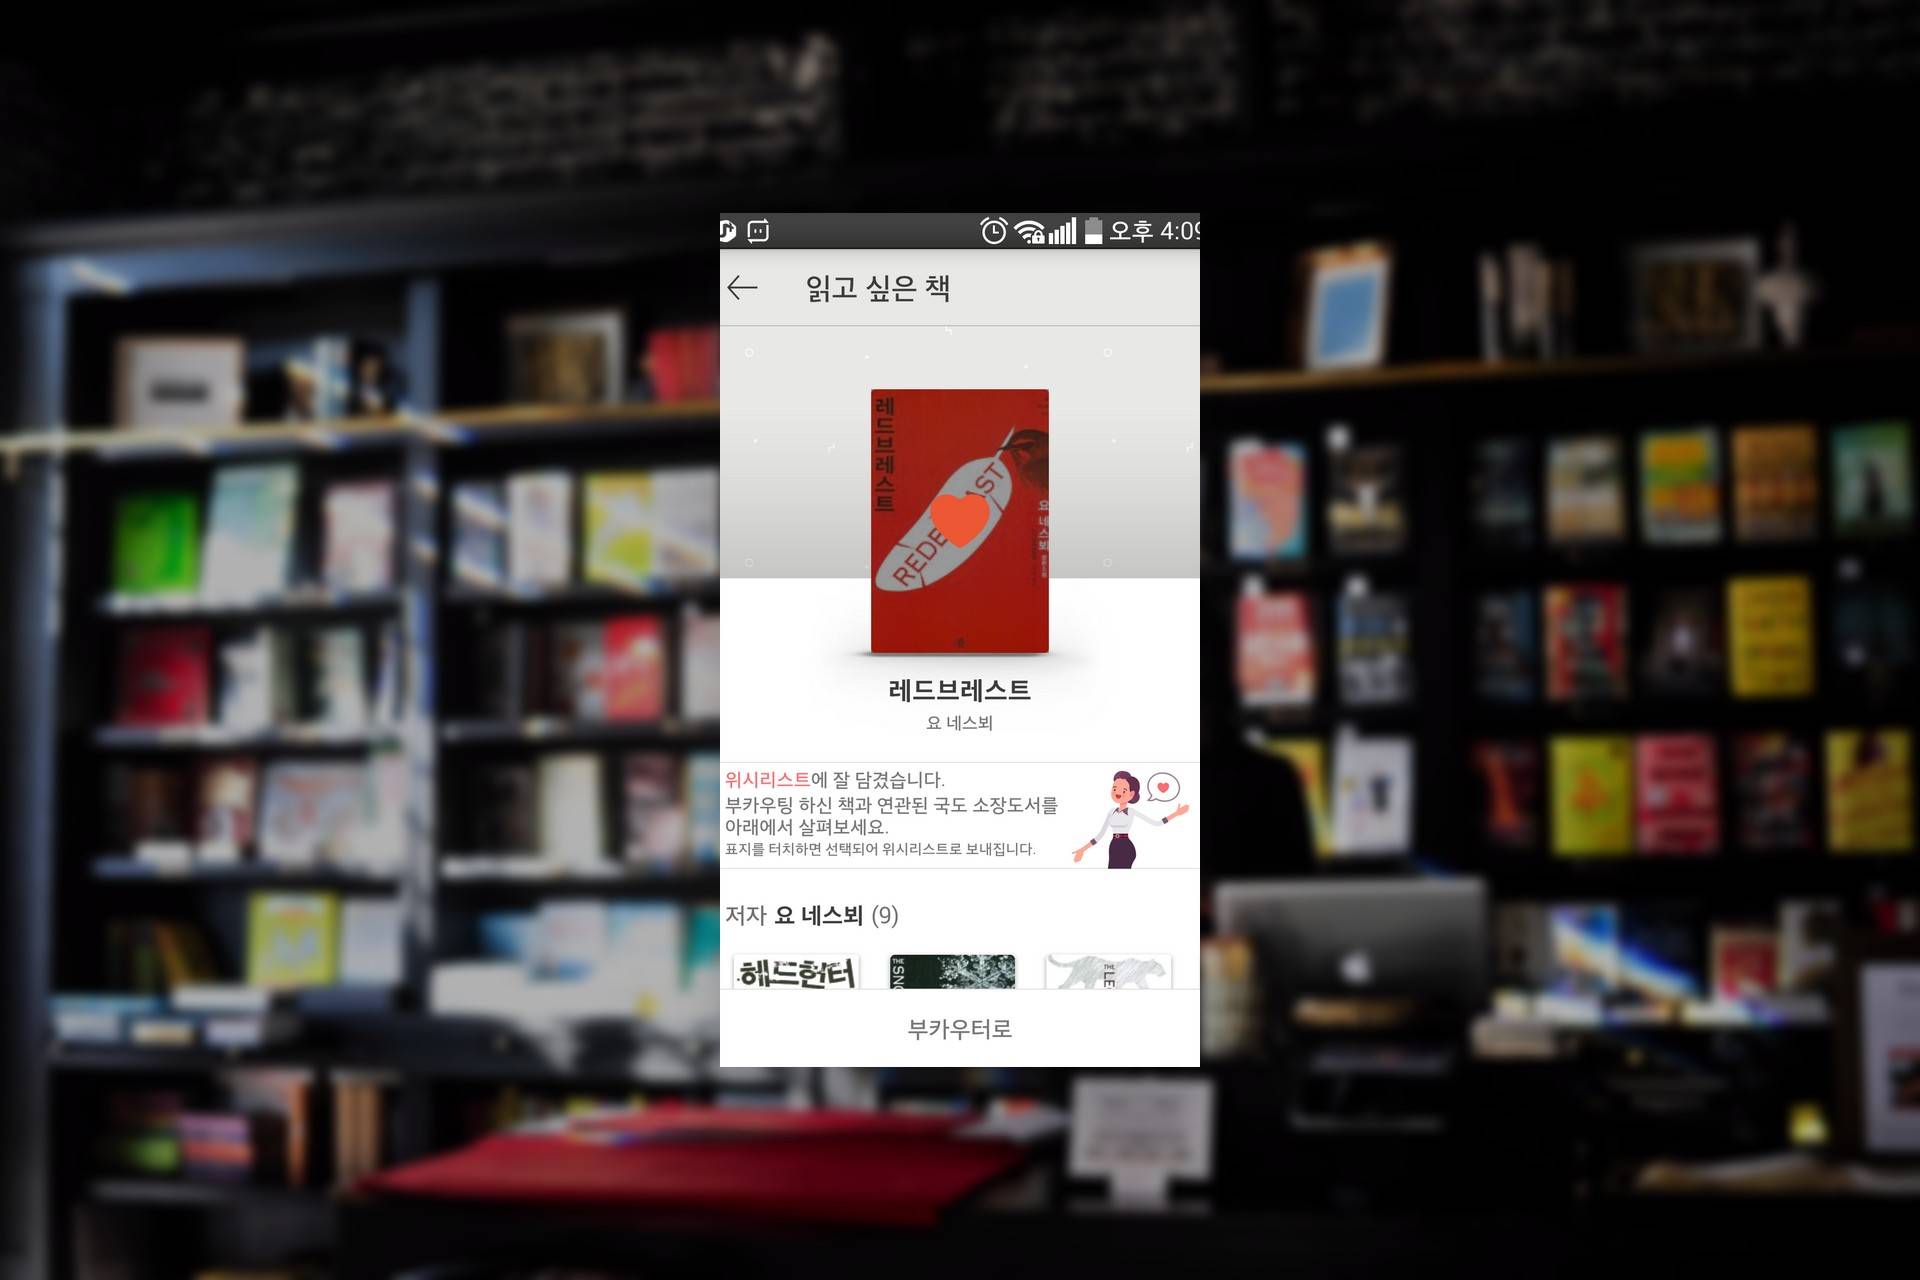 오후 4:09
읽고 싶은 책
레드브레스트
요 네스뵈
레드브레스트
요 네스뵈
위시리스트에 잘 담겼습니다.
부카우팅 하신 책과 연관된 국도 소장도서를
아래에서 살펴보세요.
표지를 터치하면 선택되어 위시리스트로 보내집니다.
저자 요 네스뵈 (9)
헤드헌터
THE
THE
부카우터로